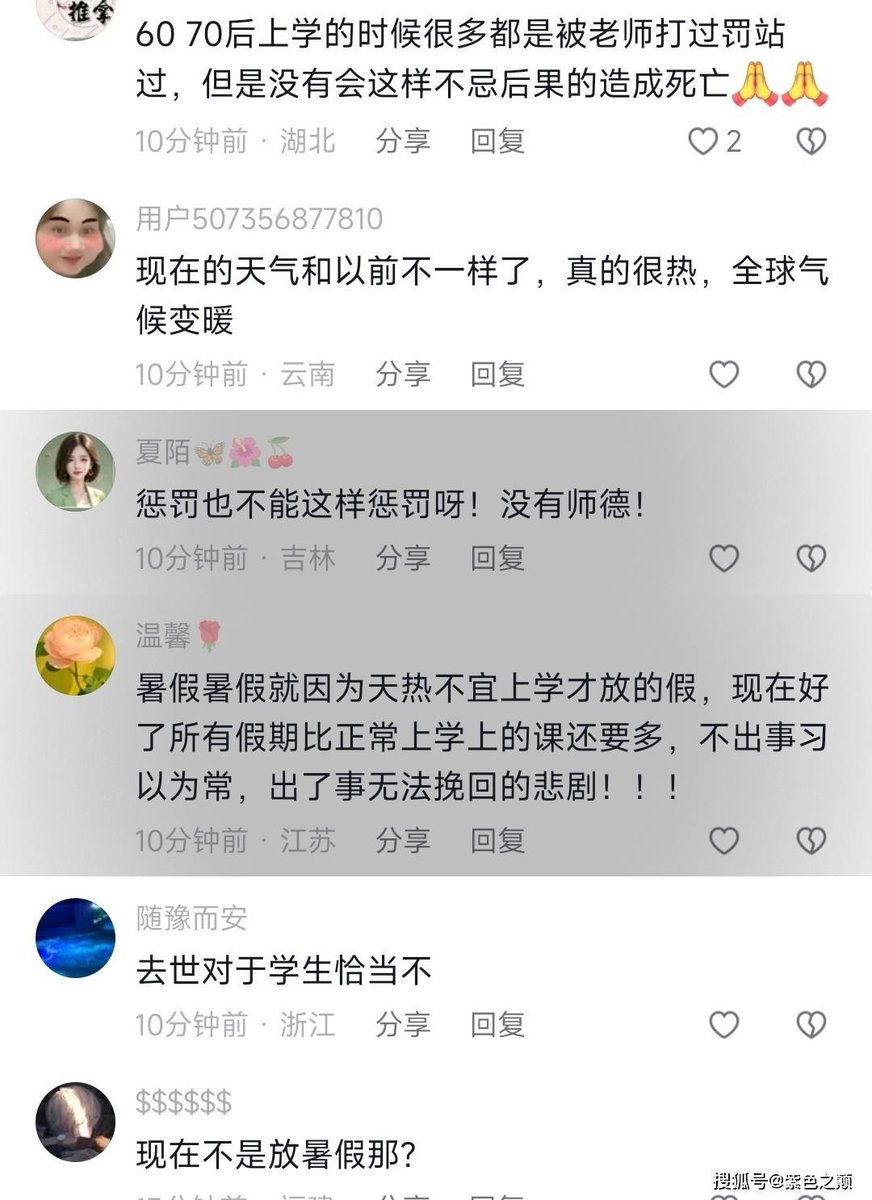 推拿
60 70后上学的时候很多都是被老师打过罚站
过，但是没有会这样不忌后果的造成死亡🙏🙏
10分钟前 · 湖北 分享 回复 2
用户507356877810
现在的天气和以前不一样了，真的很热，全球气
候变暖
10分钟前 · 云南 分享 回复
夏陌🦋🌺🍒
惩罚也不能这样惩罚呀！没有师德！
10分钟前 · 吉林 分享 回复
温馨🌹
暑假暑假就因为天热不宜上学才放的假，现在好
了所有假期比正常上学上的课还要多，不出事习
以为常，出了事无法挽回的悲剧！！！
10分钟前 · 江苏 分享 回复
随豫而安
去世对于学生恰当不
10分钟前 · 浙江 分享 回复
$$$$$$
现在不是放暑假那？
搜狐号@紫色之巅